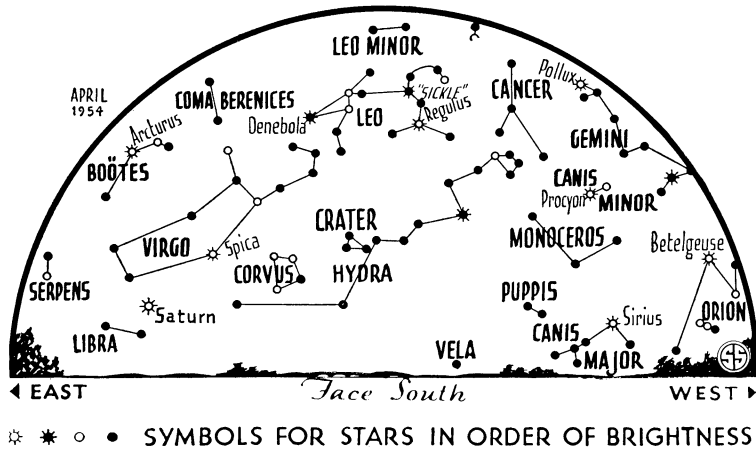 LEO MINOR
APRIL
1954
COMA BERENICES
"SICKLE"
CANCER
Pollux
Arcturus
Denebola
LEO
Regulus
GEMINI
BOÖTES
CANIS
MINOR
Procyon
CRATER
VIRGO
Spica
MONOCEROS
Betelgeuse
CORVUS
HYDRA
SERPENS
PUPPIS
Saturn
Sirius
ORION
LIBRA
CANIS
MAJOR
VELA
EAST
Face South
WEST
SYMBOLS FOR STARS IN ORDER OF BRIGHTNESS